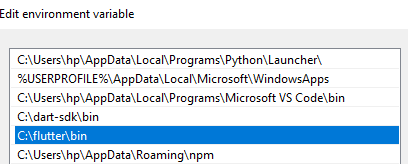 Edit environment variable
C:\Users\hp\AppData\Local\Programs\Python\Launcher\
%USERPROFILE%\AppData\Local\Microsoft\WindowsApps
C:\Users\hp\AppData\Local\Programs\Microsoft VS Code\bin
C:\dart-sdk\bin
C:\flutter\bin
C:\Users\hp\AppData\Roaming\npm